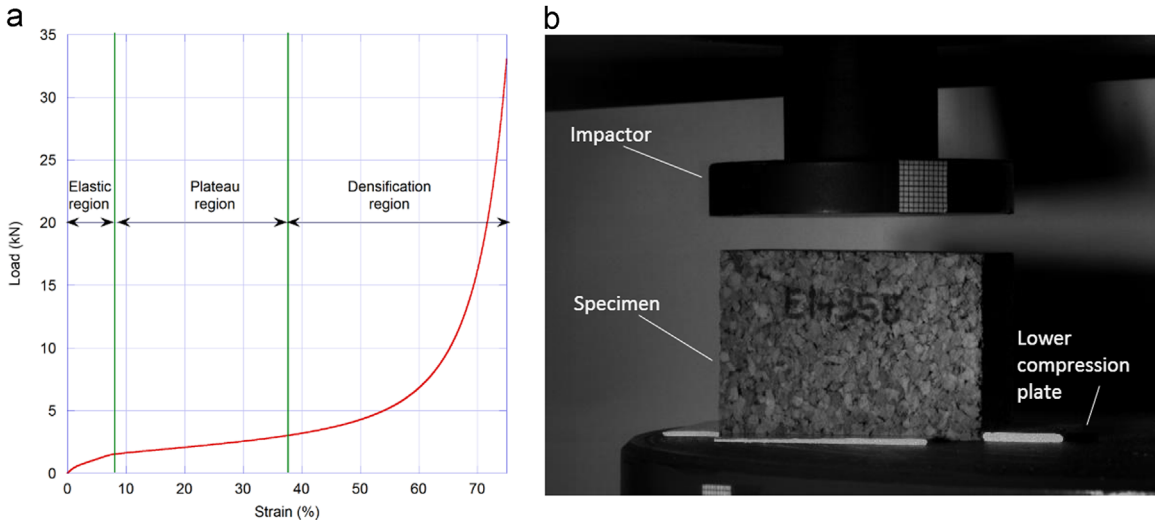 a
35
30
25
20
15
10
5
0
Load (kN)
Elastic
region
Plateau
region
Densification
region
0 10 20 30 40 50 60 70
Strain (%)
b
Impactor
Specimen
E14358
Lower
compression
plate